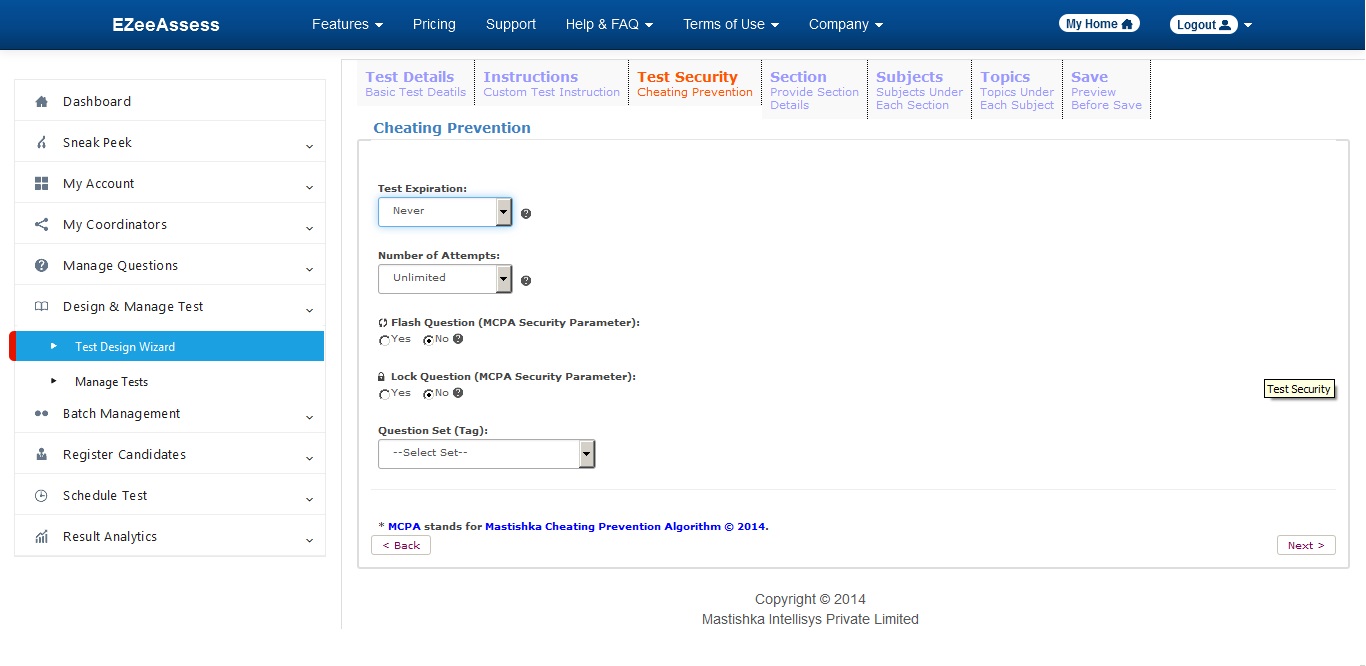 EZeeAssess
Features
Pricing
Support
Help & FAQ
Terms of Use
Company
My Home
Logout
Dashboard
Sneak Peek
My Account
My Coordinators
Manage Questions
Design & Manage Test
Test Design Wizard
Manage Tests
Batch Management
Register Candidates
Schedule Test
Result Analytics
Test Details
Basic Test Deatils
Instructions
Custom Test Instruction
Test Security
Cheating Prevention
Section
Provide Section
Details
Subjects
Subjects Under
Each Section
Topics
Topics Under
Each Subject
Save
Preview
Before Save
Cheating Prevention
Test Expiration:
Never
Number of Attempts:
Unlimited
Flash Question (MCPA Security Parameter):
Yes No
Lock Question (MCPA Security Parameter):
Yes No
Test Security
Question Set (Tag):
--Select Set--
* MCPA stands for Mastishka Cheating Prevention Algorithm © 2014.
< Back
Next >
Copyright © 2014
Mastishka Intellisys Private Limited